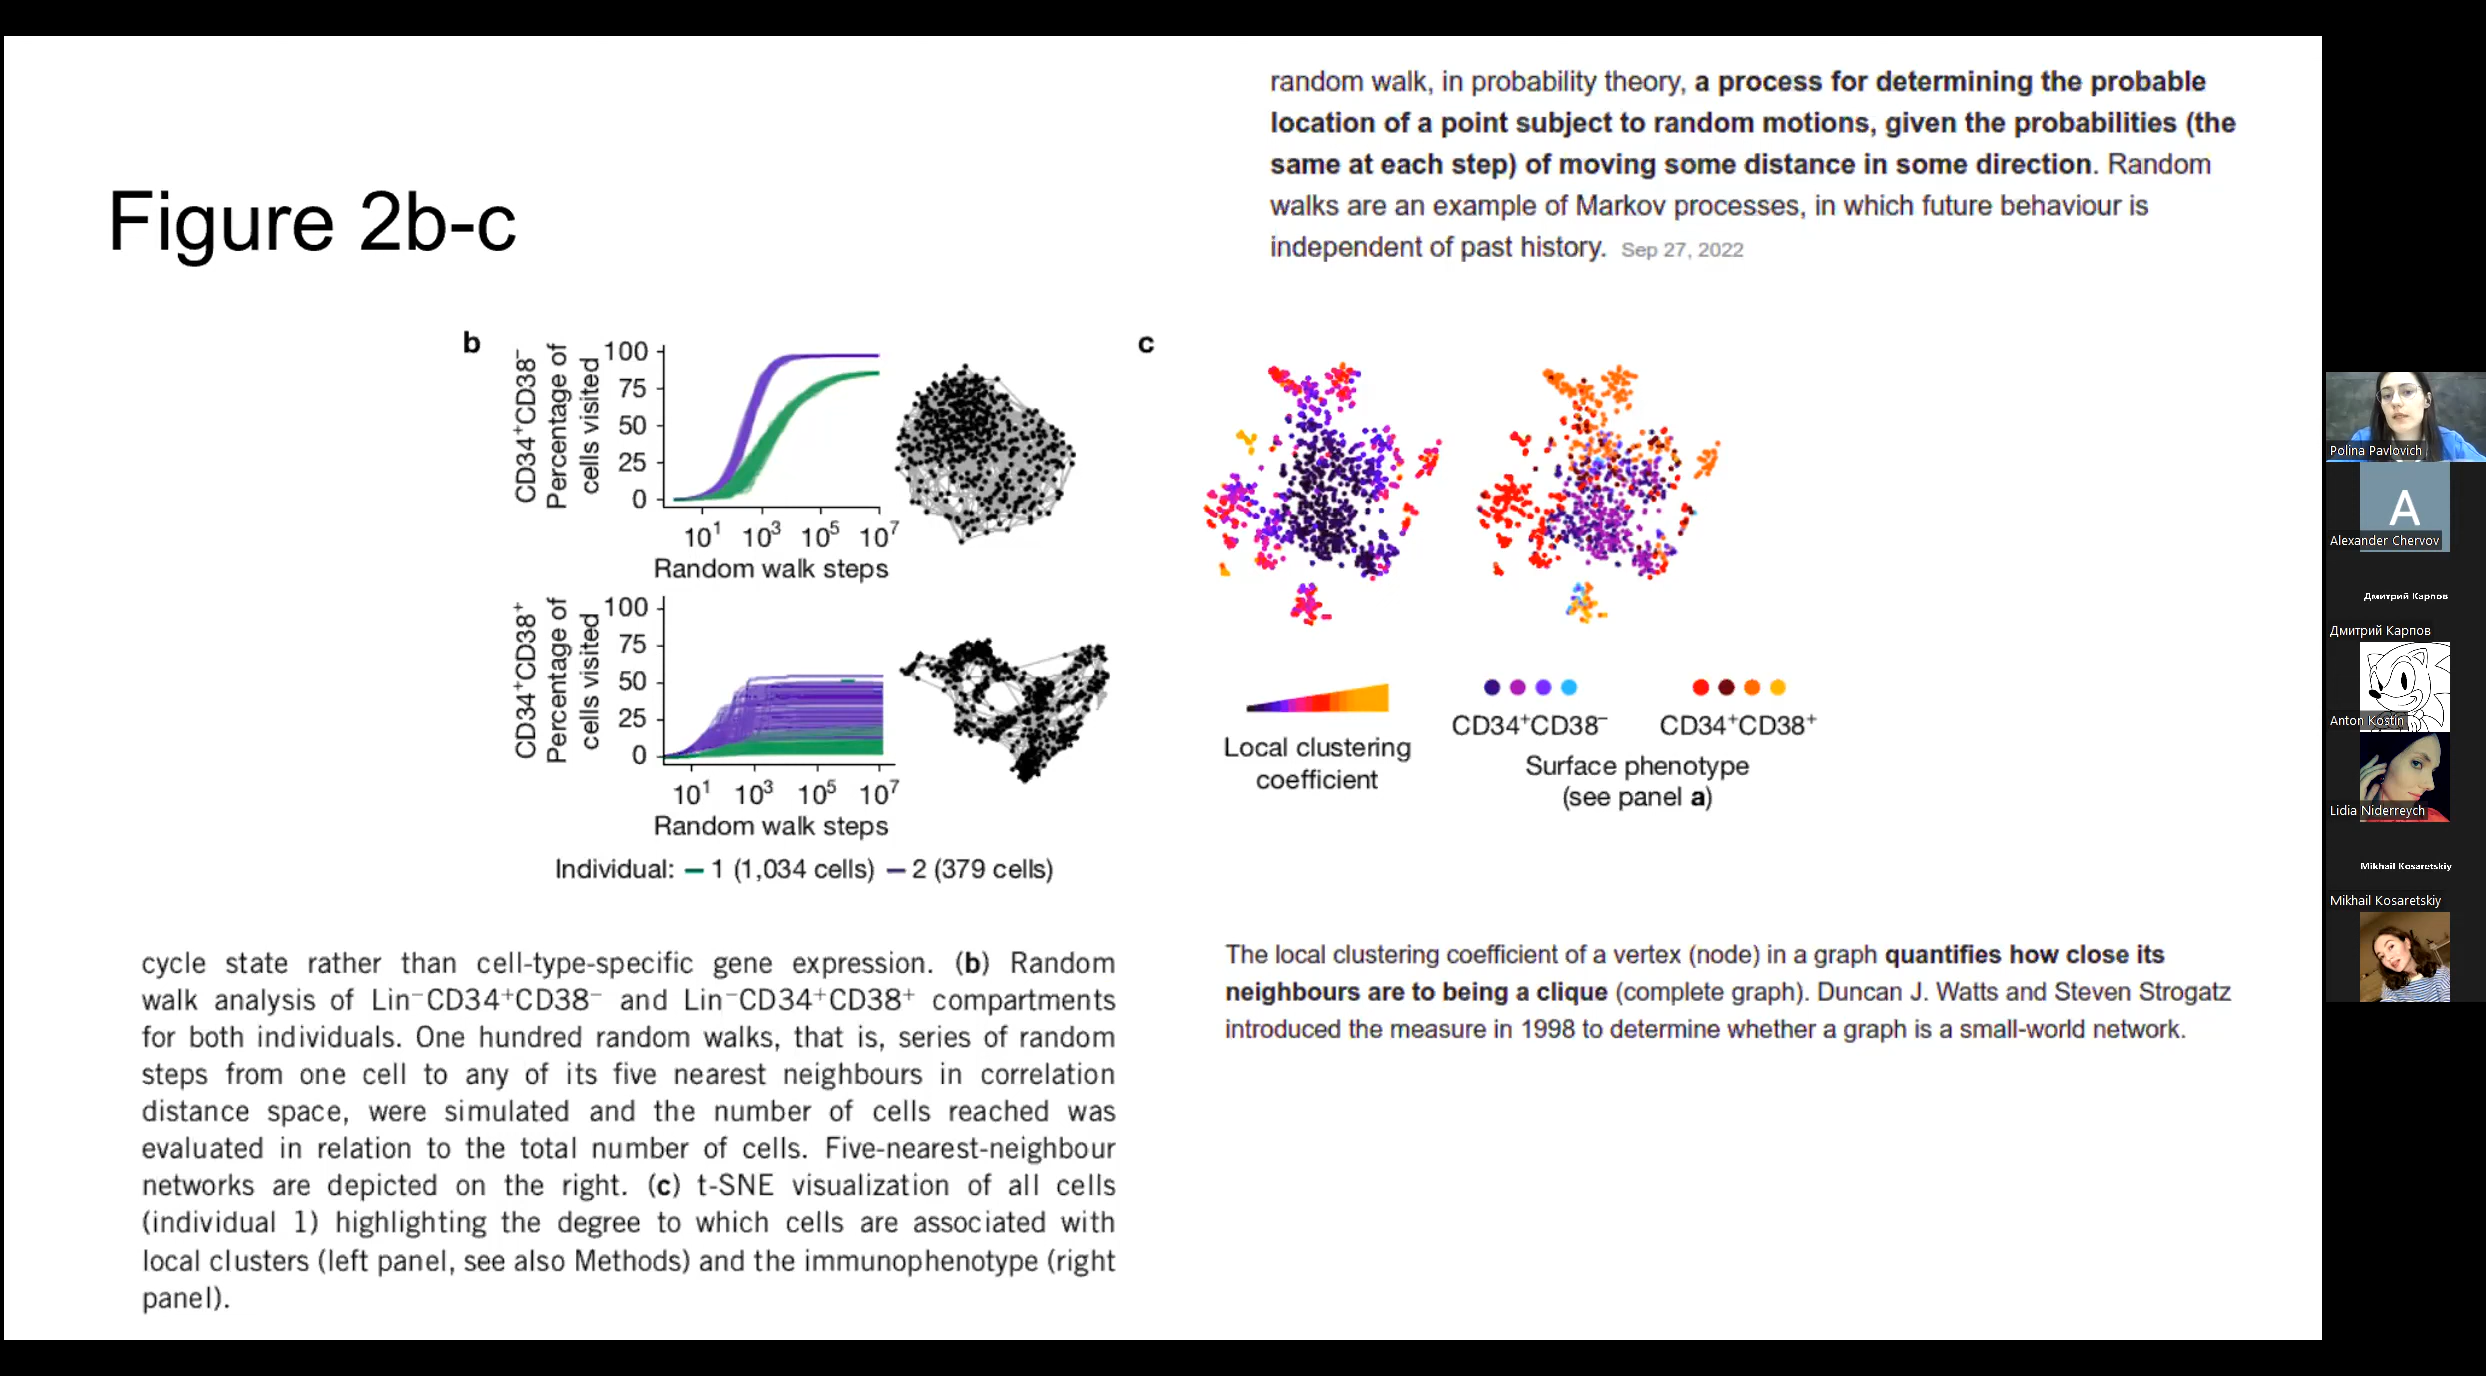 random walk, in probability theory, a process for determining the probable
location of a point subject to random motions, given the probabilities (the
same at each step) of moving some distance in some direction. Random
walks are an example of Markov processes, in which future behaviour is
independent of past history. Sep 27, 2022
Figure 2b-c
b
CD34⁺CD38⁻
Percentage of
cells visited
100
75
50
25
0
10¹ 10³ 10⁵ 10⁷
Random walk steps
CD34⁺CD38⁺
Percentage of
cells visited
100
75
50
25
0
10¹ 10³ 10⁵ 10⁷
Random walk steps
Individual: 1 (1,034 cells) 2 (379 cells)
c
Local clustering
coefficient
CD34⁺CD38⁻ CD34⁺CD38⁺
Surface phenotype
(see panel a)
cycle state rather than cell-type-specific gene expression. (b) Random
walk analysis of Lin⁻CD34⁺CD38⁻ and Lin⁻CD34⁺CD38⁺ compartments
for both individuals. One hundred random walks, that is, series of random
steps from one cell to any of its five nearest neighbours in correlation
distance space, were simulated and the number of cells reached was
evaluated in relation to the total number of cells. Five-nearest-neighbour
networks are depicted on the right. (c) t-SNE visualization of all cells
(individual 1) highlighting the degree to which cells are associated with
local clusters (left panel, see also Methods) and the immunophenotype (right
panel).
The local clustering coefficient of a vertex (node) in a graph quantifies how close its
neighbours are to being a clique (complete graph). Duncan J. Watts and Steven Strogatz
introduced the measure in 1998 to determine whether a graph is a small-world network.
Polina Pavlovich
A
Alexander Chervov
Дмитрий Карпов
Дмитрий Карпов
Anton Kostin
Lidia Niderreych
Mikhail Kosaretskiy
Mikhail Kosaretskiy